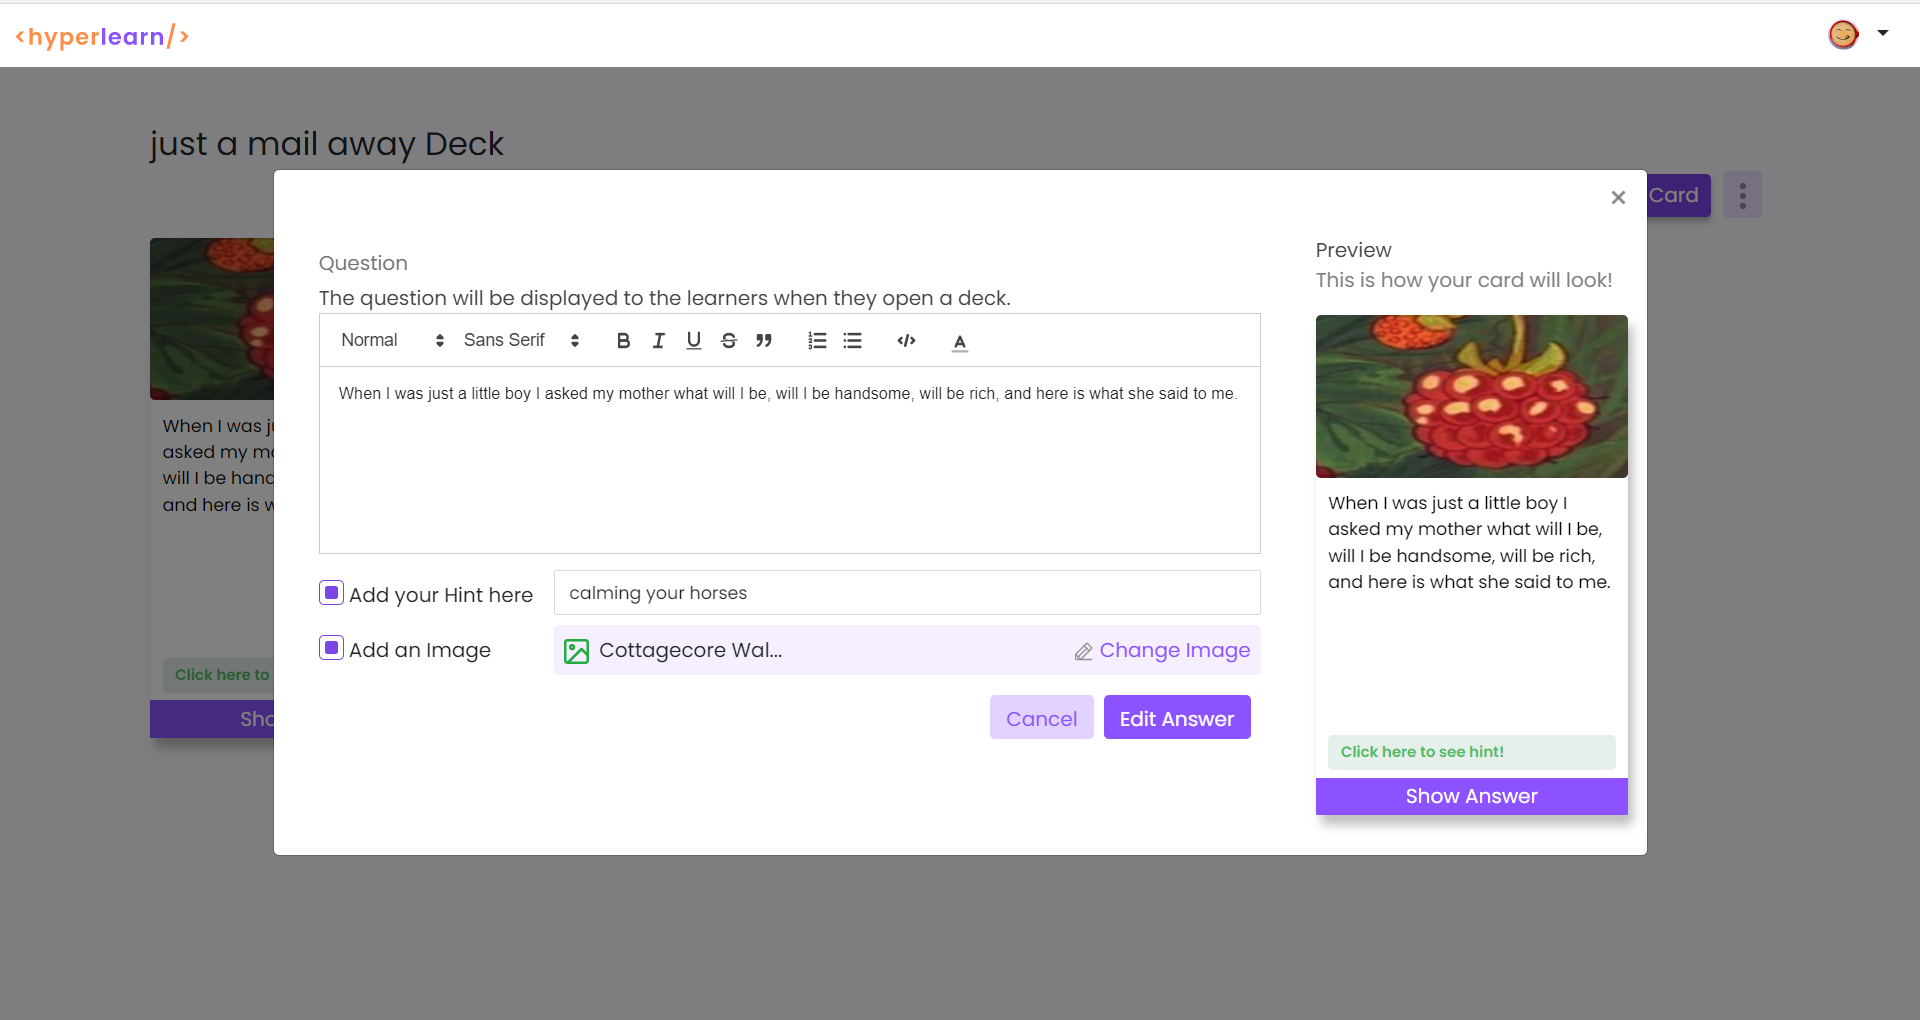 <hyperlearn/>
just a mail away Deck
Card
Question
The question will be displayed to the learners when they open a deck.
Normal
Sans Serif
When I was just a little boy I asked my mother what will I be, will I be handsome, will be rich, and here is what she said to me.
Add your Hint here
calming your horses
Add an Image
Cottagecore Wal...
Change Image
Cancel
Edit Answer
Preview
This is how your card will look!
When I was just a little boy I
asked my mother what will I be,
will I be handsome, will be rich,
and here is what she said to me.
Click here to see hint!
Show Answer
When I was ju
asked my mo
will I be hand
and here is w
Click here to
Sho